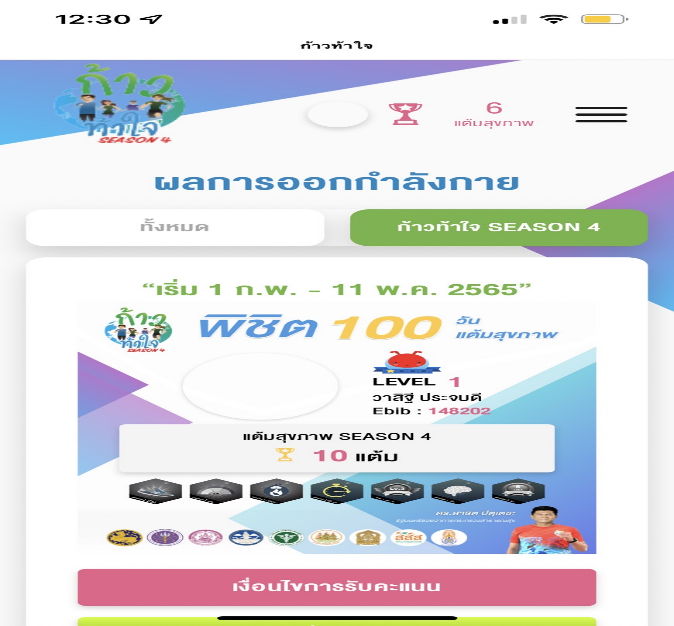 12:30
ก้าวท้าใจ
ก้าว
ท้าใจ
SEASON 4
6
แต้มสุขภาพ
ผลการออกกำลังกาย
ทั้งหมด
ก้าวท้าใจ SEASON 4
“เริ่ม 1 ก.พ. - 11 พ.ค. 2565”
ก้าว
ท้าใจ
SEASON 4
พิชิต 100 วัน
แต้มสุขภาพ
LEVEL 1
วาสิฐี ประจบดี
Ebib : 148202
แต้มสุขภาพ SEASON 4
10 แต้ม
สสส
เงื่อนไขการรับคะแนน